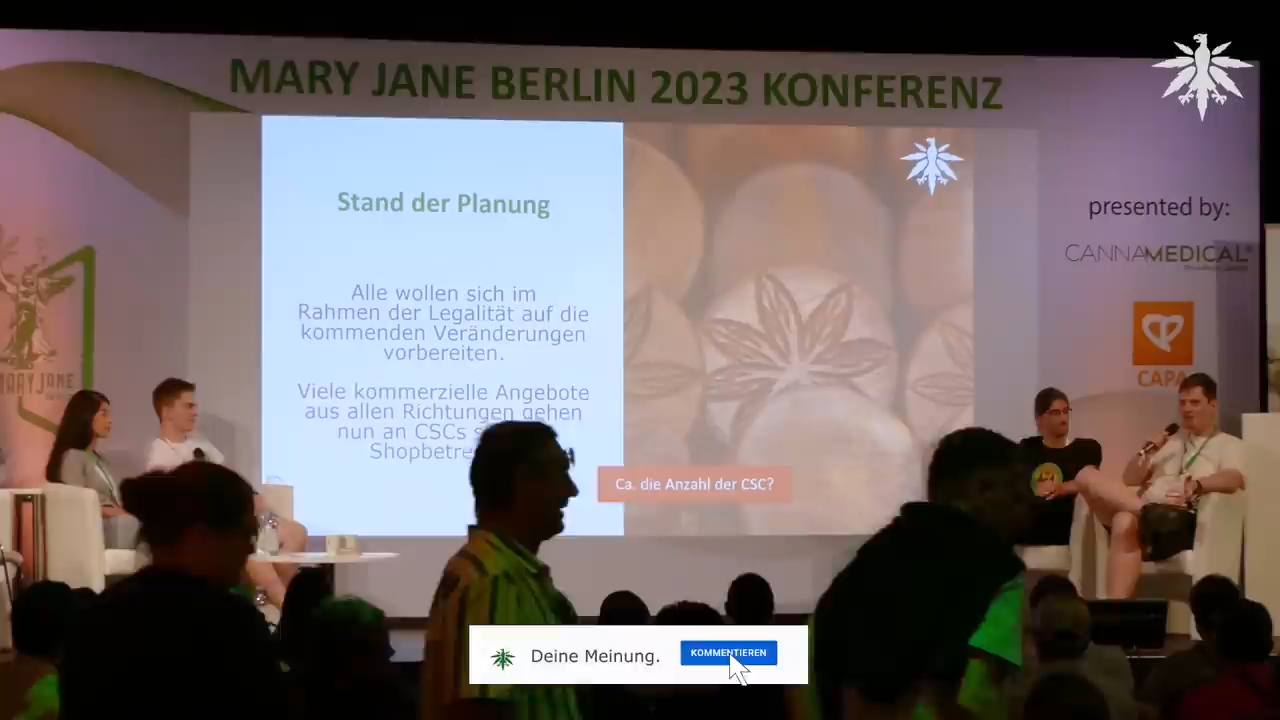 MARY JANE BERLIN 2023 KONFERENZ
Stand der Planung
Alle wollen sich im
Rahmen der Legalität auf die
kommenden Veränderungen
vorbereiten.
Viele kommerzielle Angebote
aus allen Richtungen gehen
nun an CSCs
Ca. die Anzahl der CSC?
presented by:
CANNAMEDICAL®
CAPA
MARY JANE
Deine Meinung.
KOMMENTIEREN